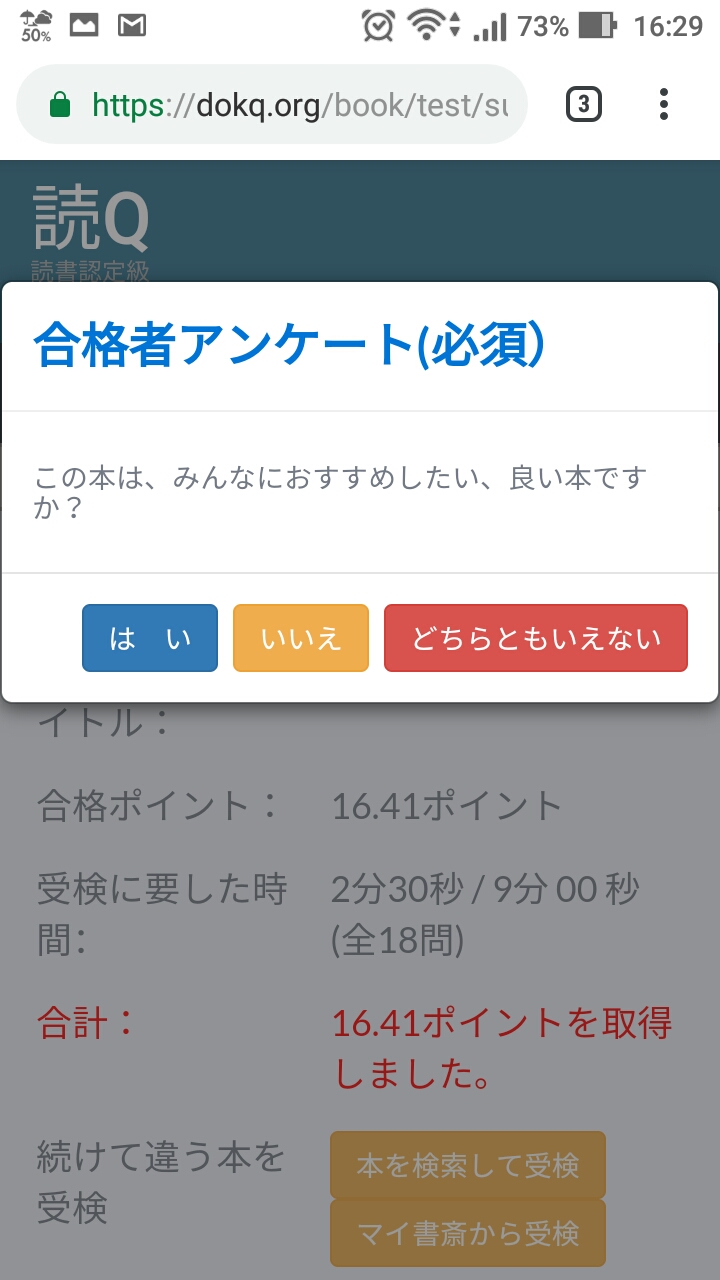 50%
73%
16:29
https://dokq.org/book/test/su
3
読Q
読書認定級
合格者アンケート(必須）
この本は、みんなにおすすめしたい、良い本です
か？
は　い
いいえ
どちらともいえない
イトル：
合格ポイント：
16.41ポイント
受検に要した時
間：
2分30秒 / 9分 00 秒
(全18問)
合計：
16.41ポイントを取得
しました。
続けて違う本を
受検
本を検索して受検
マイ書斎から受検